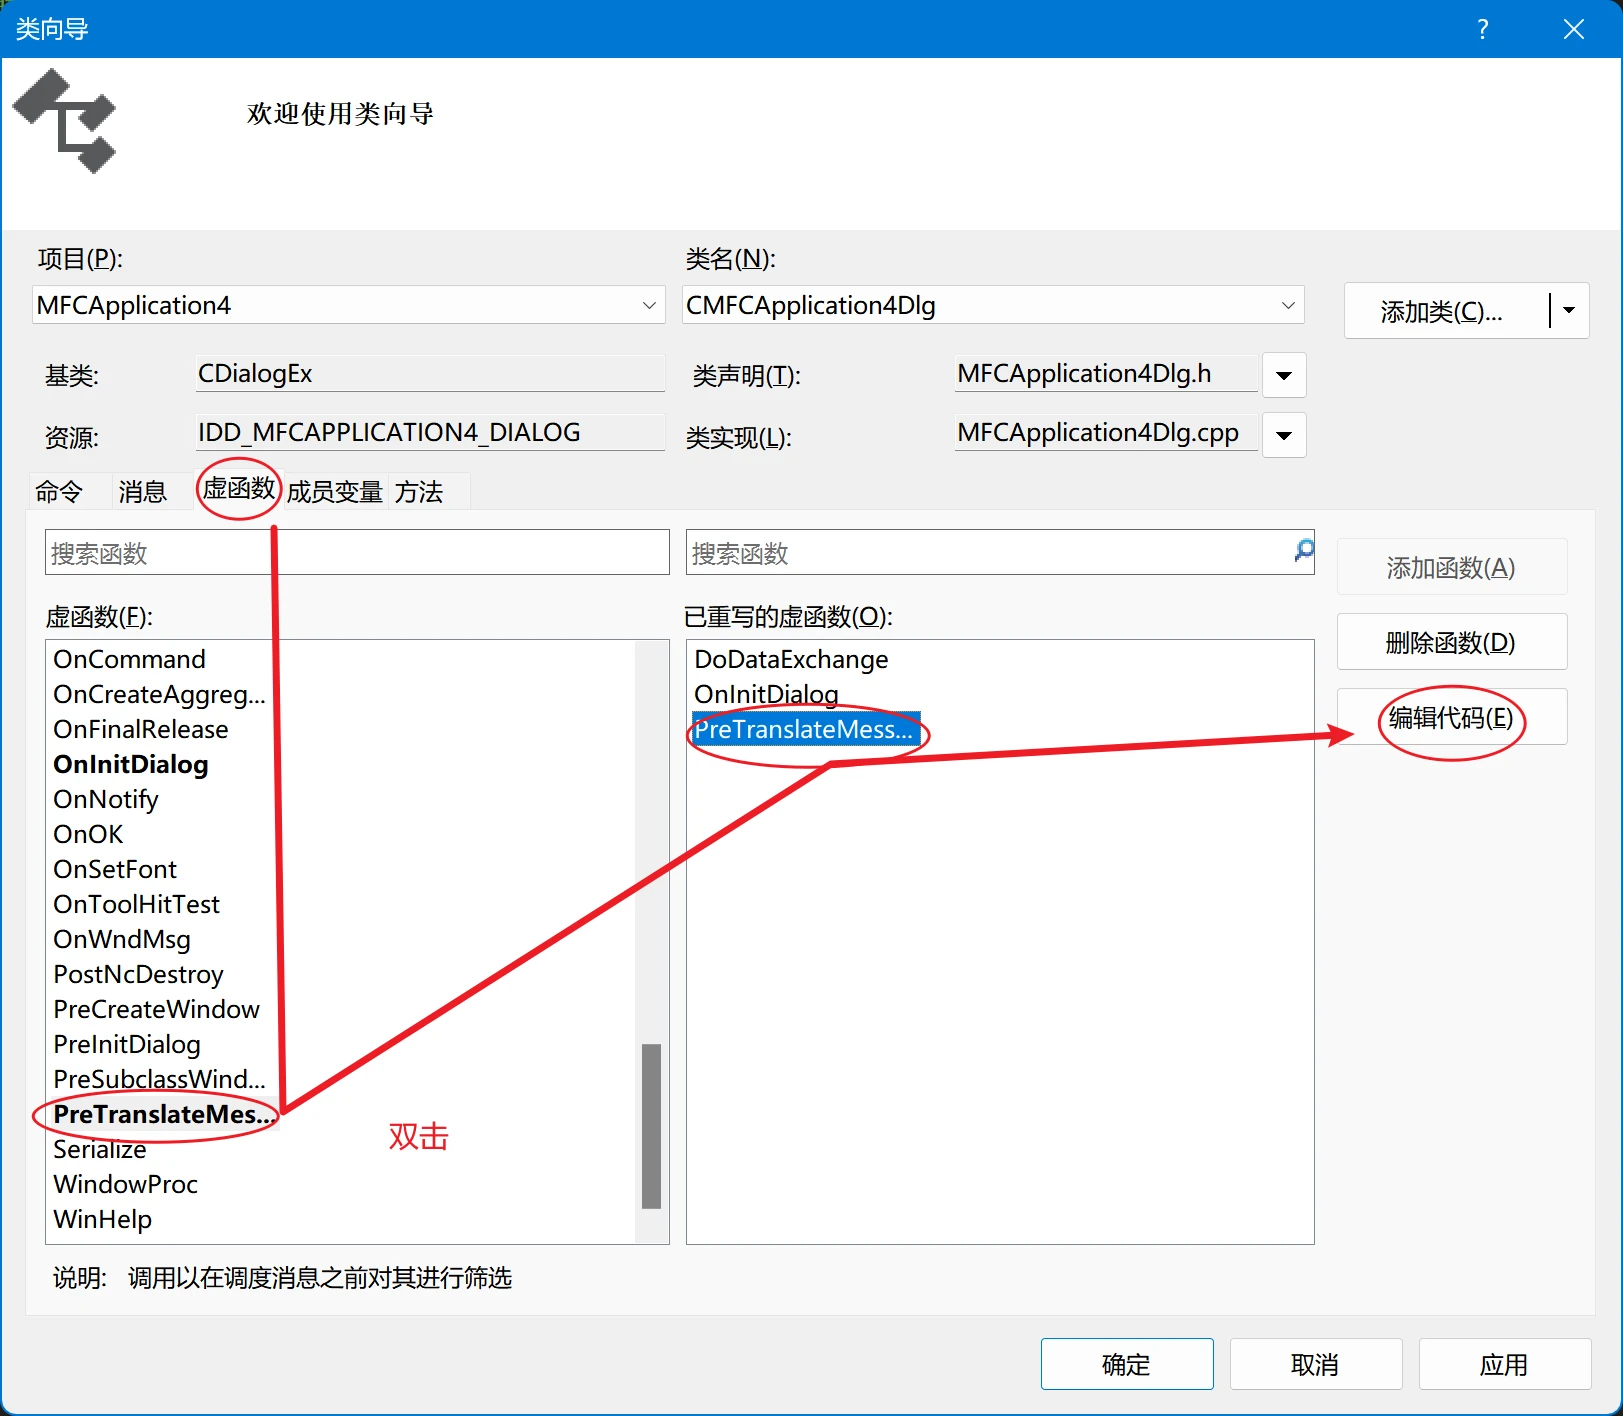 类向导
?
欢迎使用类向导
项目(P):
类名(N):
MFCApplication4
CMFCApplication4Dlg
添加类(C)...
基类:
CDialogEx
类声明(T):
MFCApplication4Dlg.h
资源:
IDD_MFCAPPLICATION4_DIALOG
类实现(L):
MFCApplication4Dlg.cpp
命令 消息 虚函数 成员变量 方法
搜索函数
搜索函数
添加函数(A)
虚函数(F):
已重写的虚函数(O):
删除函数(D)
编辑代码(E)
OnCommand
OnCreateAggreg...
OnFinalRelease
OnInitDialog
OnNotify
OnOK
OnSetFont
OnToolHitTest
OnWndMsg
PostNcDestroy
PreCreateWindow
PreInitDialog
PreSubclassWind...
PreTranslateMes...
Serialize
WindowProc
WinHelp
DoDataExchange
OnInitDialog
PreTranslateMess...
双击
说明: 调用以在调度消息之前对其进行筛选
确定
取消
应用